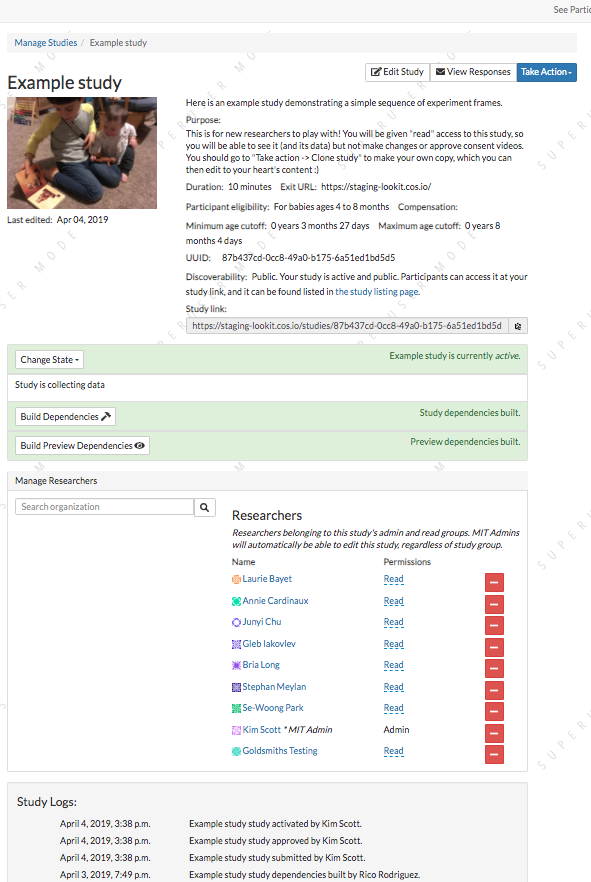 See Partic
Manage Studies / Example study
Edit Study View Responses Take Action
Example study
Here is an example study demonstrating a simple sequence of experiment frames.
Purpose:
This is for new researchers to play with! You will be given "read" access to this study, so
you will be able to see it (and its data) but not make changes or approve consent videos.
You should go to "Take action -> Clone study" to make your own copy, which you can
then edit to your heart's content :)
Duration: 10 minutes Exit URL: https://staging-lookit.cos.io/
Last edited: Apr 04, 2019
Participant eligibility: For babies ages 4 to 8 months Compensation:
Minimum age cutoff: 0 years 3 months 27 days Maximum age cutoff: 0 years 8
months 4 days
UUID: 87b437cd-0cc8-49a0-b175-6a51ed1bd5d5
Discoverability: Public. Your study is active and public. Participants can access it at your
study link, and it can be found listed in the study listing page.
Study link:
https://staging-lookit.cos.io/studies/87b437cd-0cc8-49a0-b175-6a51ed1bd5d
Change State Example study is currently active.
Study is collecting data
Build Dependencies Study dependencies built.
Build Preview Dependencies Preview dependencies built.
Manage Researchers
Search organization
Researchers
Researchers belonging to this study's admin and read groups. MIT Admins
will automatically be able to edit this study, regardless of study group.
Name Permissions
Laurie Bayet Read
Annie Cardinaux Read
Junyi Chu Read
Gleb Iakovlev Read
Bria Long Read
Stephan Meylan Read
Se-Woong Park Read
Kim Scott * MIT Admin Admin
Goldsmiths Testing Read
Study Logs:
April 4, 2019, 3:38 p.m. Example study study activated by Kim Scott.
April 4, 2019, 3:38 p.m. Example study study approved by Kim Scott.
April 4, 2019, 3:38 p.m. Example study study submitted by Kim Scott.
April 3, 2019, 7:49 p.m. Example study study dependencies built by Rico Rodriguez.
SUPERUSER MODE